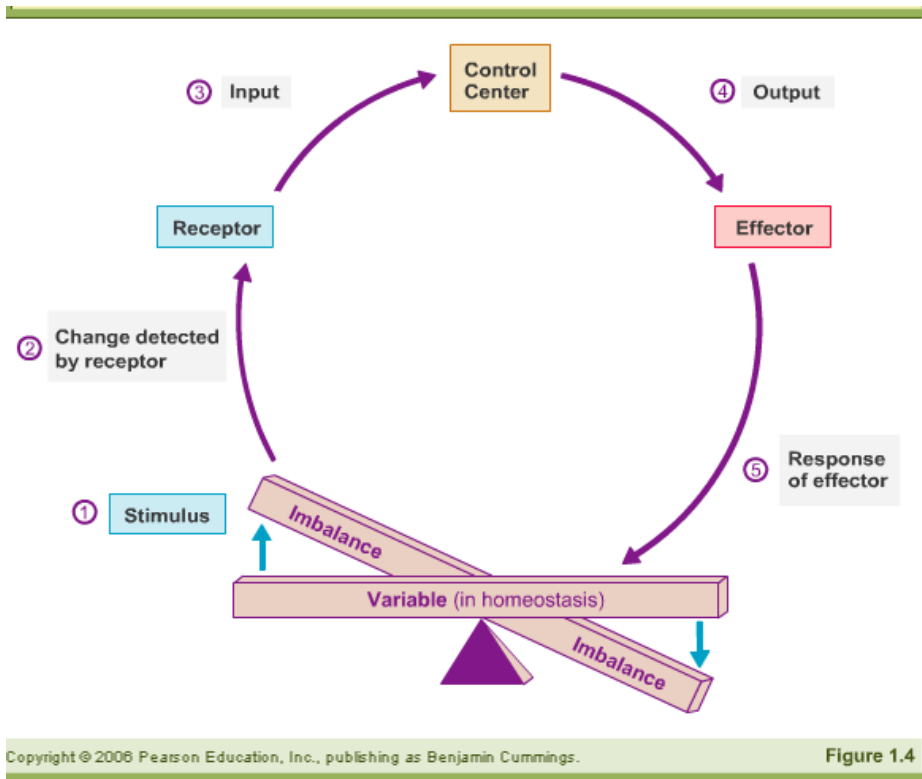 Control
Center
③ Input
④ Output
Receptor
Effector
② Change detected
by receptor
⑤ Response
of effector
① Stimulus
Imbalance
Variable (in homeostasis)
Imbalance
Copyright © 2006 Pearson Education, Inc., publishing as Benjamin Cummings.
Figure 1.4